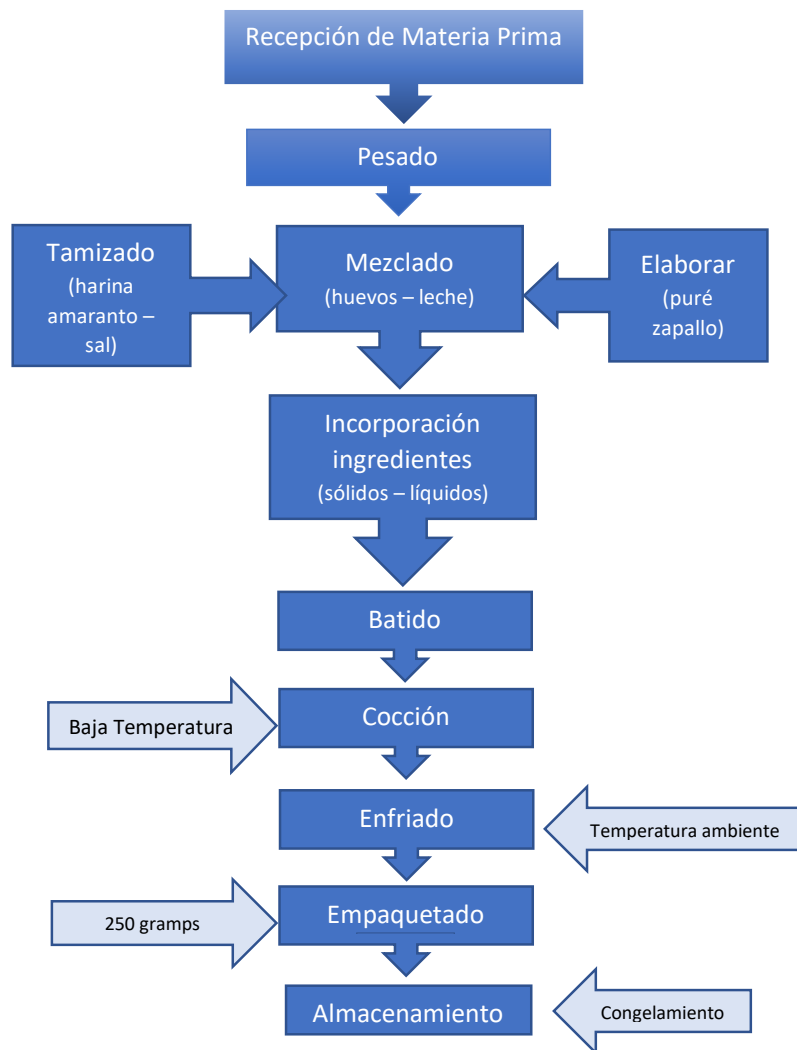 Recepción de Materia Prima
Pesado
Tamizado
(harina
amaranto –
sal)
Mezclado
(huevos – leche)
Elaborar
(puré
zapallo)
Incorporación
ingredientes
(sólidos – líquidos)
Batido
Baja Temperatura
Cocción
Enfriado
Temperatura ambiente
250 gramps
Empaquetado
Almacenamiento
Congelamiento